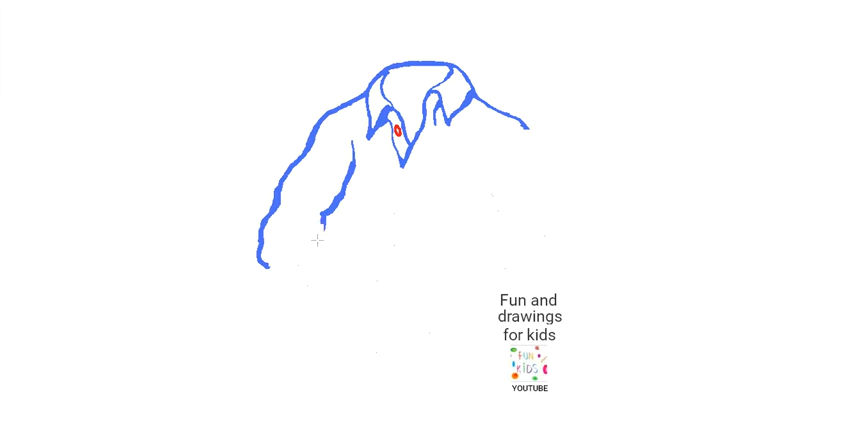 Fun and
drawings
for kids
FUN
KIDS
YOUTUBE